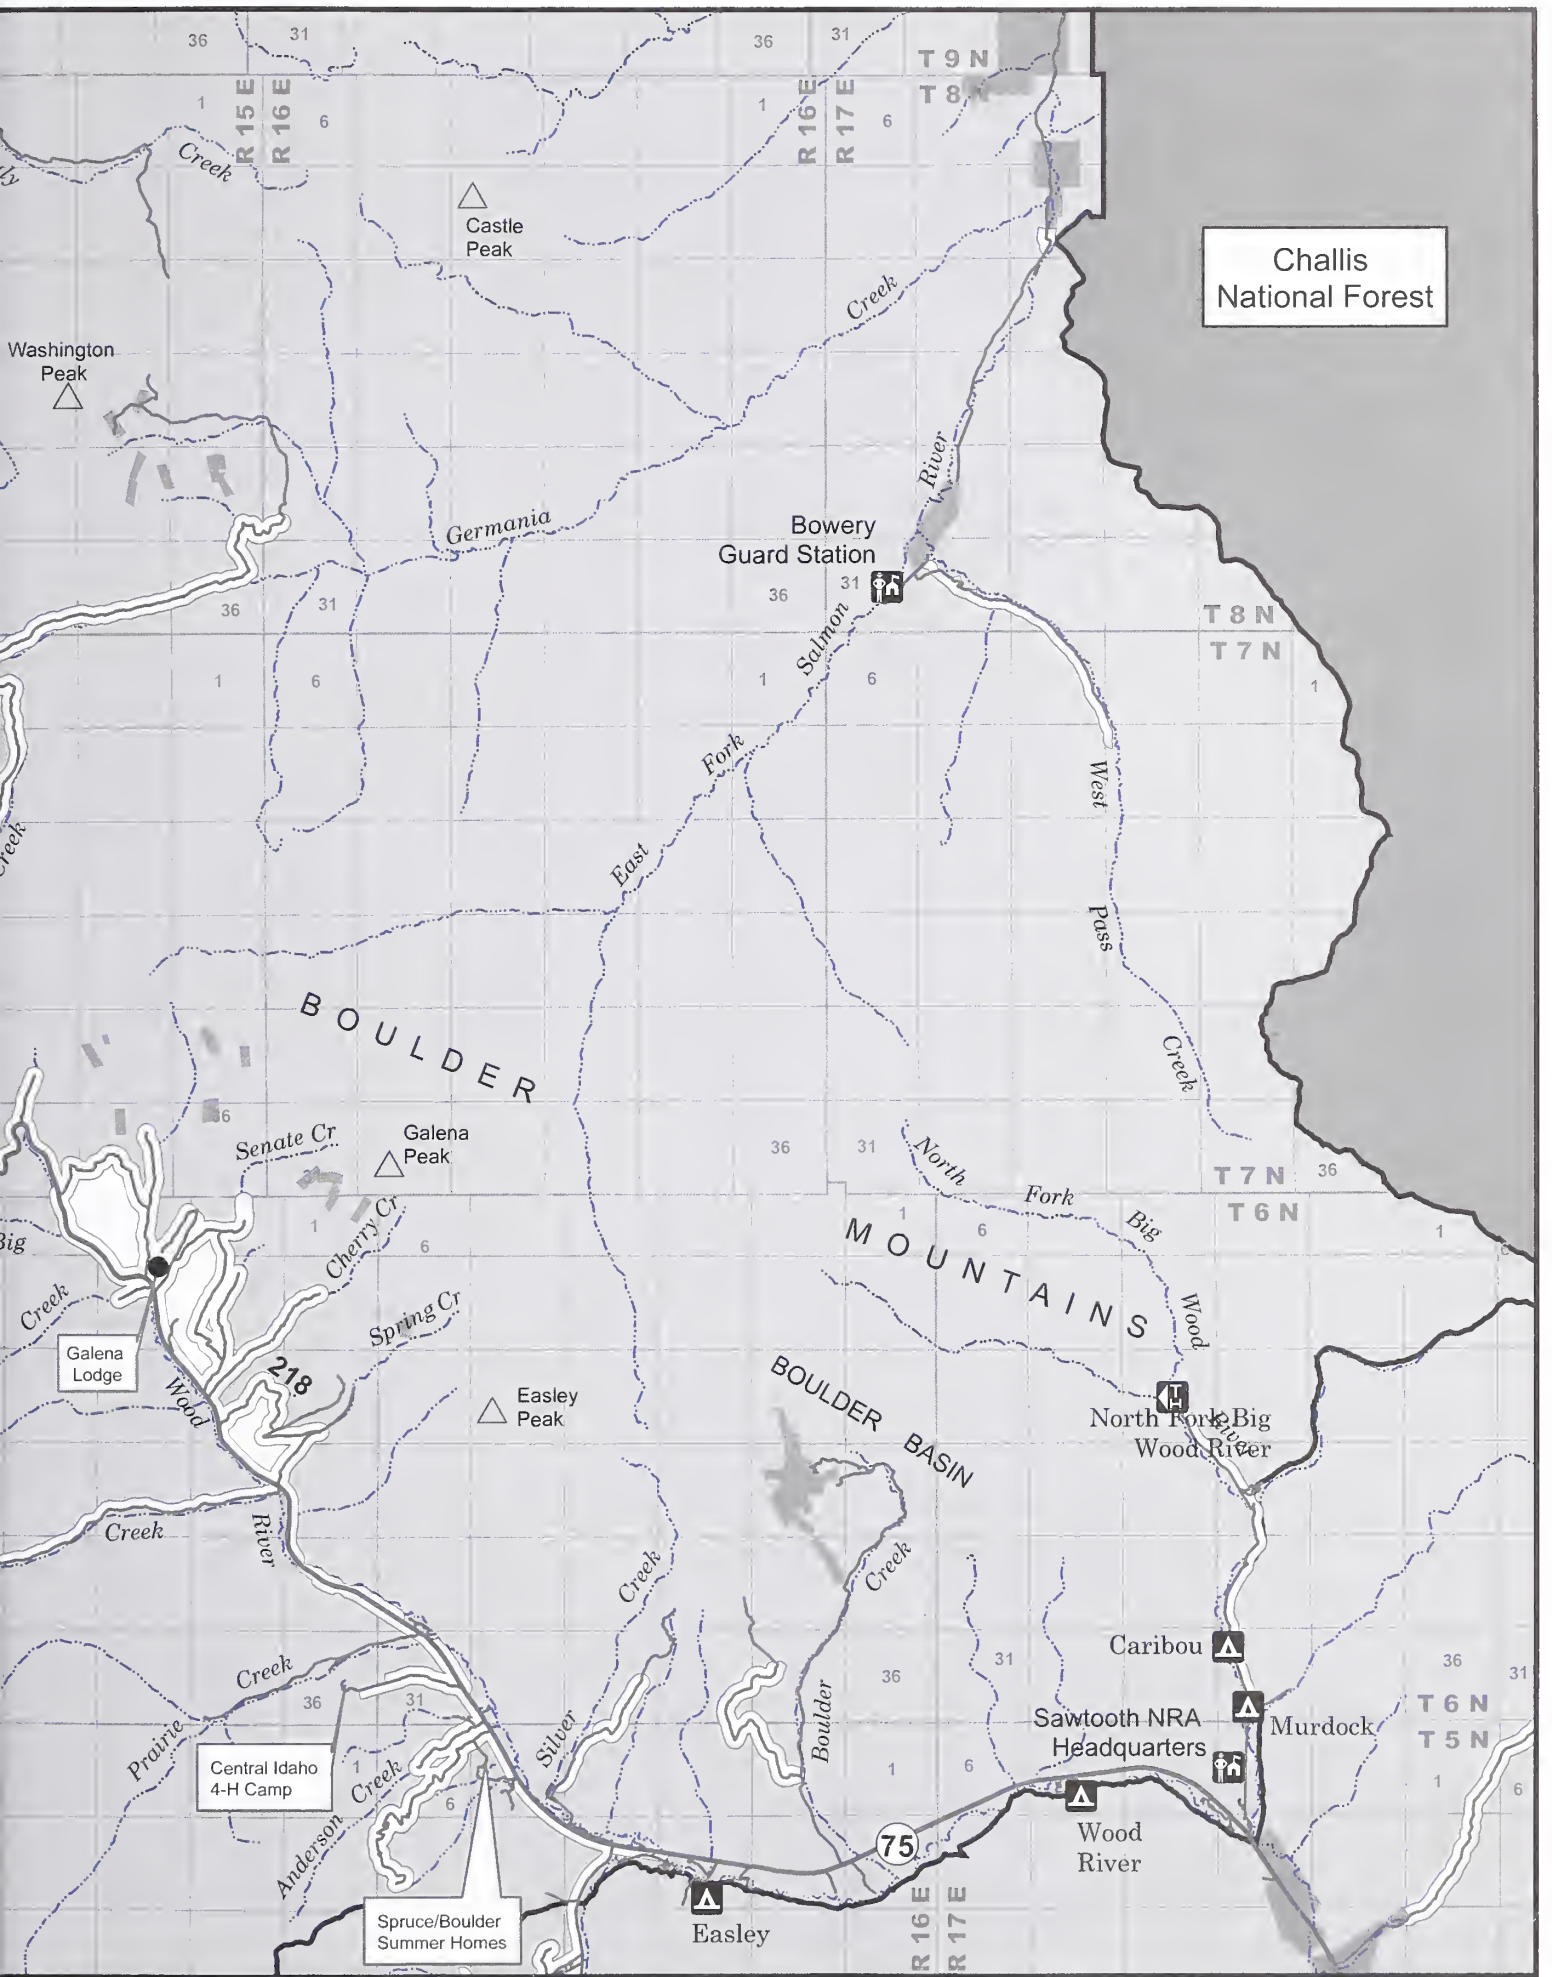 36
31
36
31
T 9 N
T 8 N
R 15 E
R 16 E
R 16 E
R 17 E
1
6
1
6
Creek
Castle
Peak
Challis
National Forest
Creek
Washington
Peak
River
Germania
Bowery
Guard Station
36
31
36
31
T 8 N
T 7 N
Salmon
1
6
1
6
1
Fork
West
Creek
East
Pass
BOULDER
Creek
36
Senate Cr
Galena
Peak
36
31
North
T 7 N
36
Fork
T 6 N
Big
Big
1
6
Cherry Cr
1
6
1
6
MOUNTAINS
Creek
Spring Cr
Wood
Galena
Lodge
218
Wood
Easley
Peak
BOULDER
BASIN
North Fork Big
Wood River
River
Creek
River
Creek
Creek
Caribou
Creek
36
31
36
31
36
31
T 6 N
T 5 N
Prairie
Silver
Boulder
Sawtooth NRA
Headquarters
Murdock
Central Idaho
4-H Camp
1
Creek
6
1
6
1
6
Anderson
75
Wood
River
Spruce/Boulder
Summer Homes
Easley
R 16 E
R 17 E